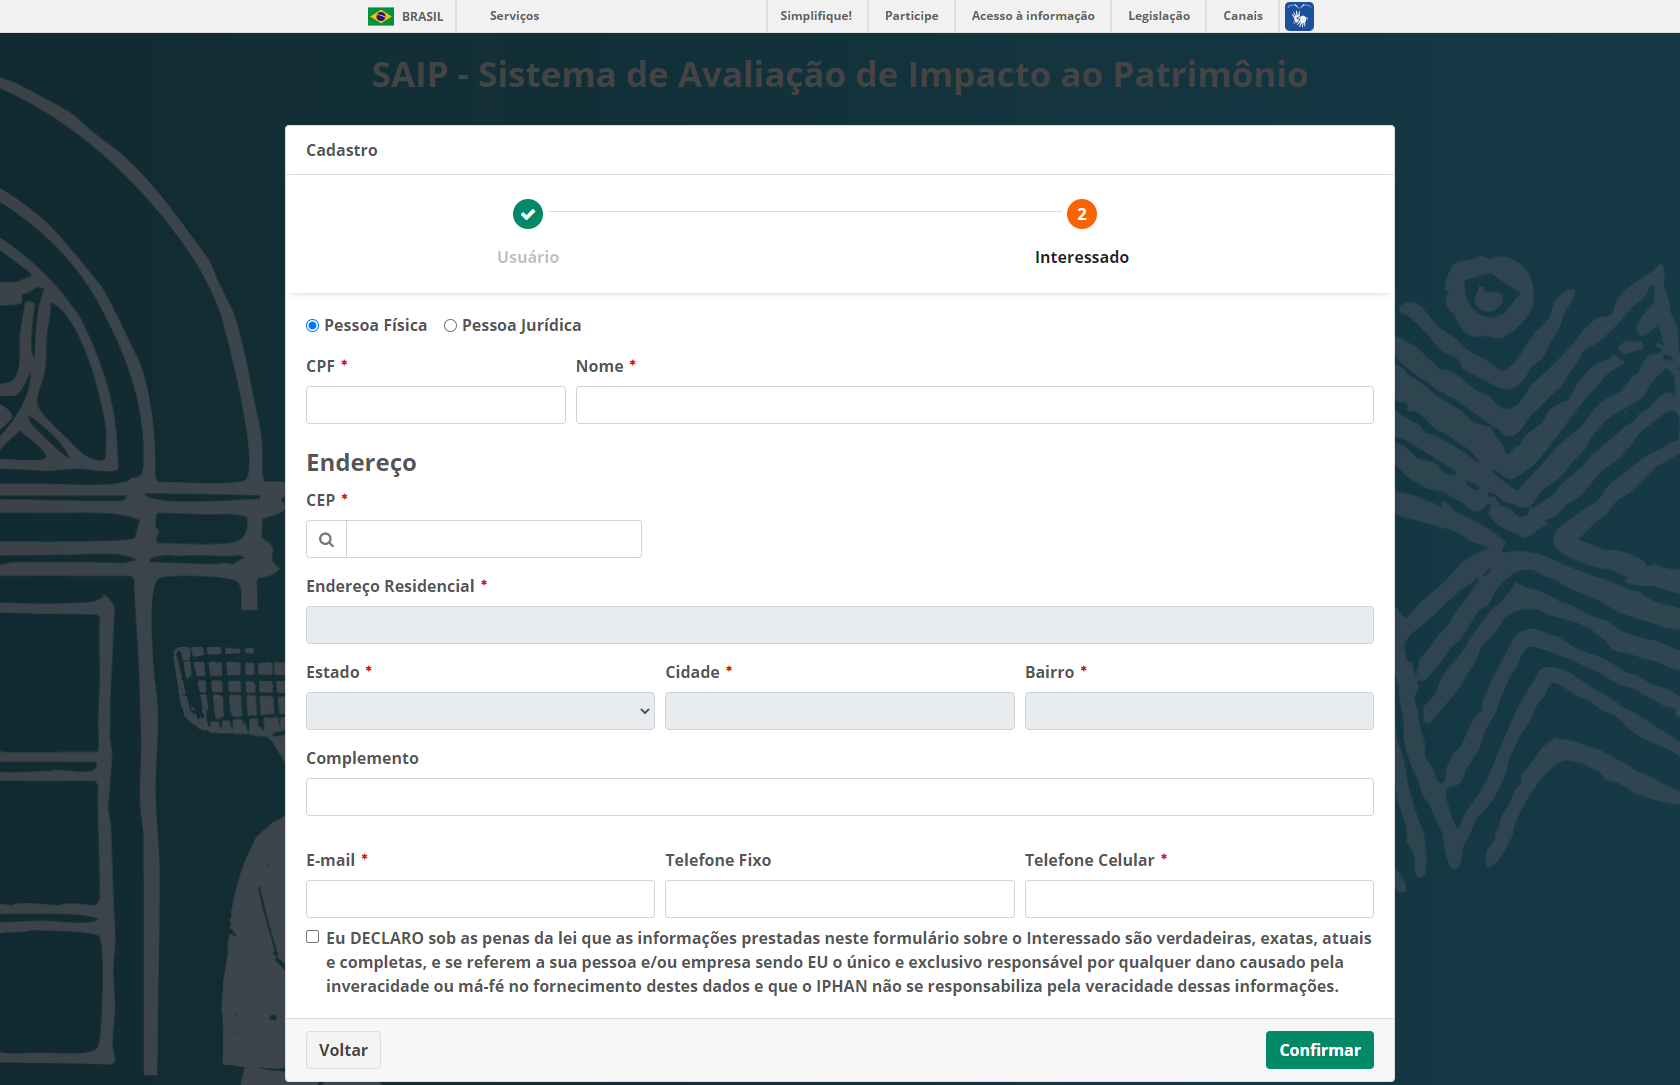 BRASIL Serviços Simplifique! Participe Acesso à informação Legislação Canais
SAIP - Sistema de Avaliação de Impacto ao Patrimônio
Cadastro
2
Usuário Interessado
Pessoa Física Pessoa Jurídica
CPF * Nome *
Endereço
CEP *
Endereço Residencial *
Estado * Cidade * Bairro *
Complemento
E-mail * Telefone Fixo Telefone Celular *
Eu DECLARO sob as penas da lei que as informações prestadas neste formulário sobre o Interessado são verdadeiras, exatas, atuais
e completas, e se referem a sua pessoa e/ou empresa sendo EU o único e exclusivo responsável por qualquer dano causado pela
inveracidade ou má-fé no fornecimento destes dados e que o IPHAN não se responsabiliza pela veracidade dessas informações.
Voltar Confirmar